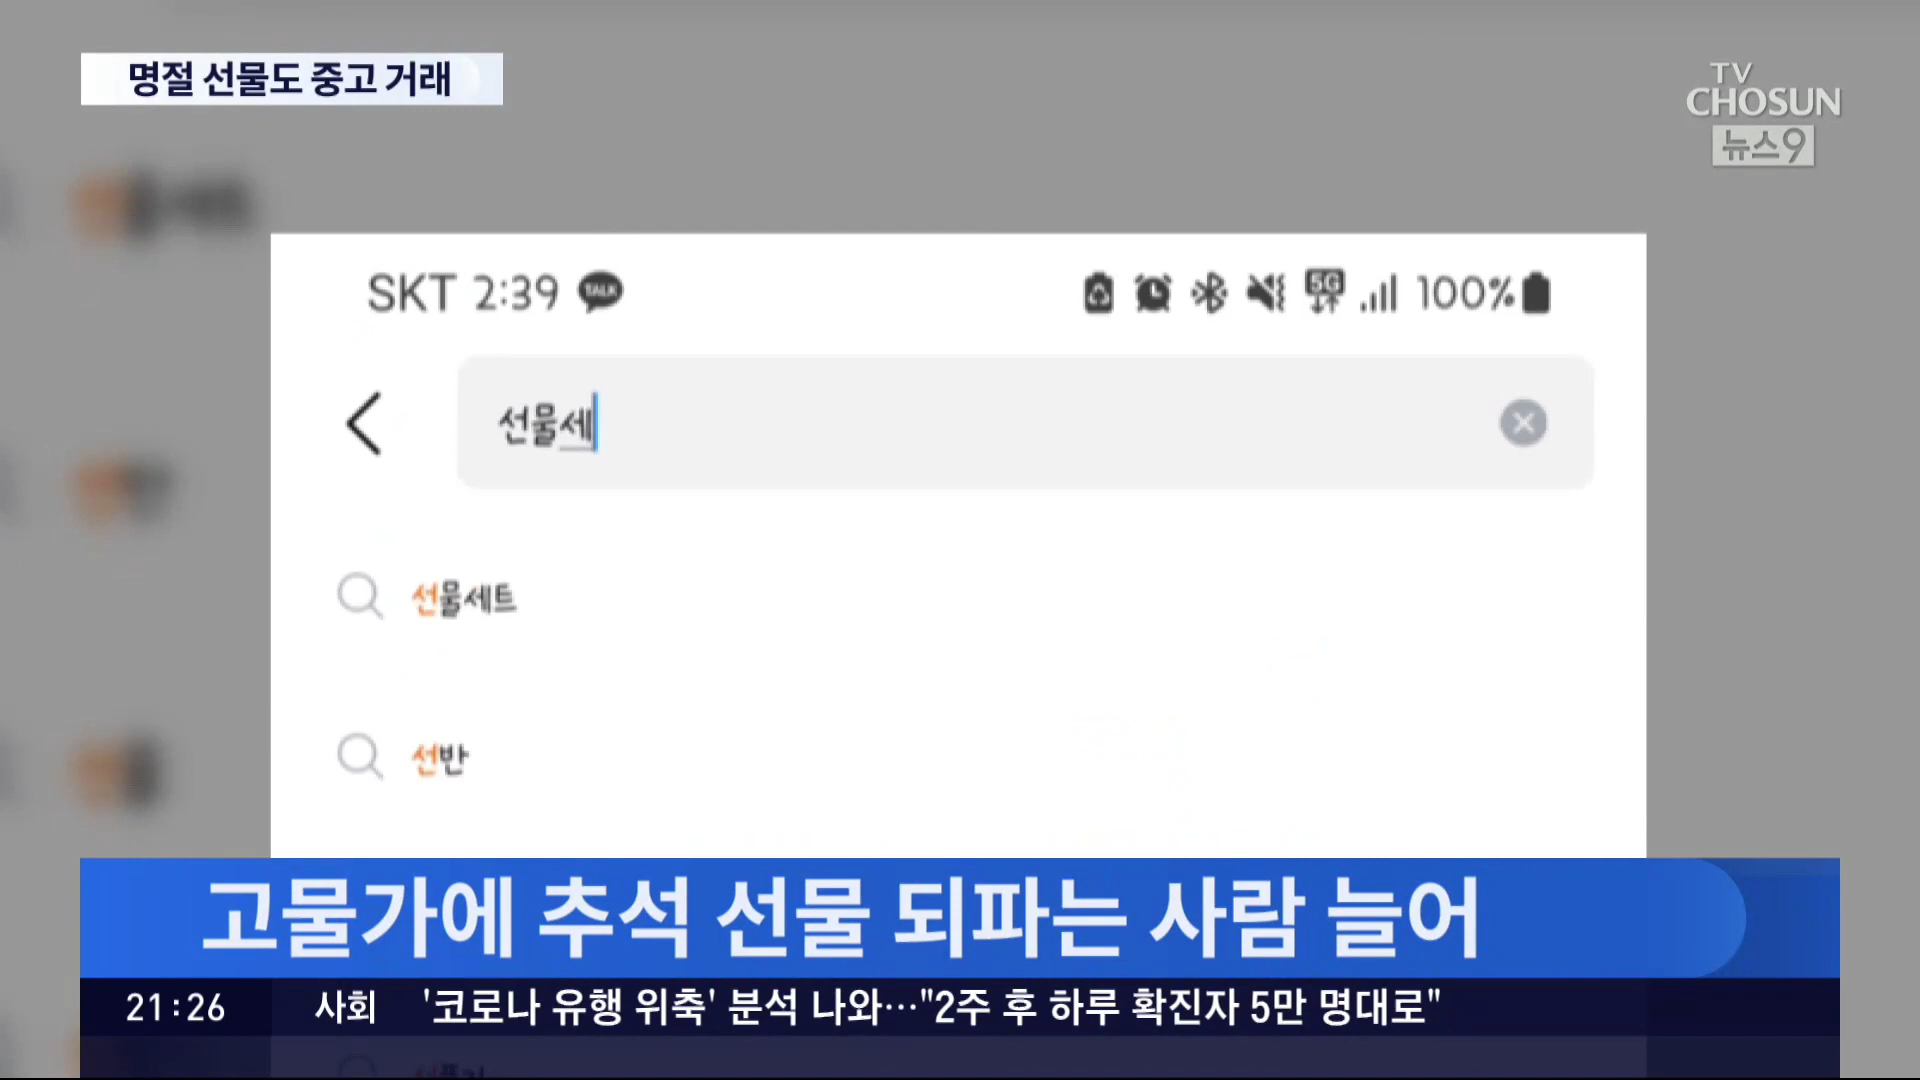 명절 선물도 중고 거래
TV
CHOSUN
뉴스9
SKT 2:39 TALK 5G 100%
선물세
선물세트
선반
고물가에 추석 선물 되파는 사람 늘어
21:26 사회 '코로나 유행 위축' 분석 나와…"2주 후 하루 확진자 5만 명대로"